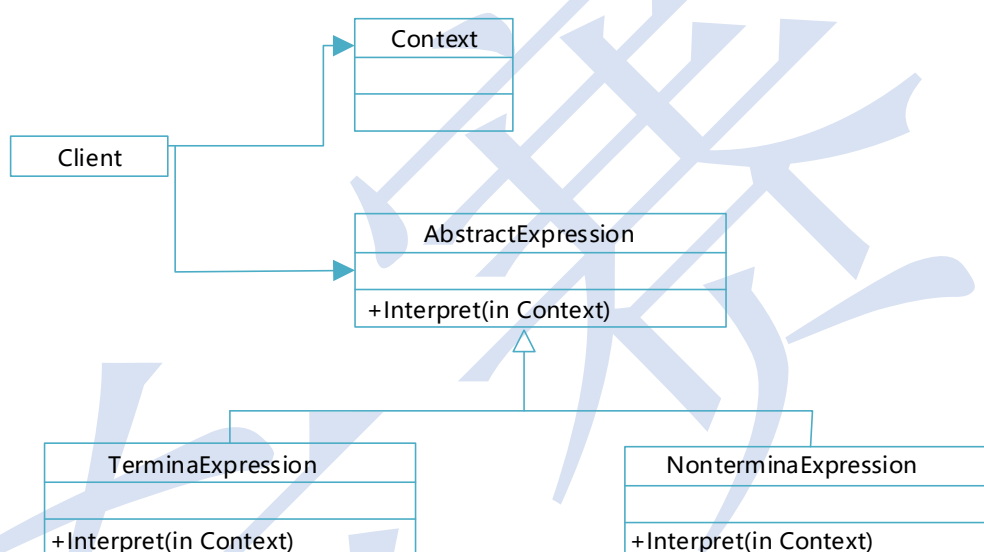 Context
Client
AbstractExpression
+Interpret(in Context)
TerminaExpression
NonterminaExpression
+Interpret(in Context)
+Interpret(in Context)